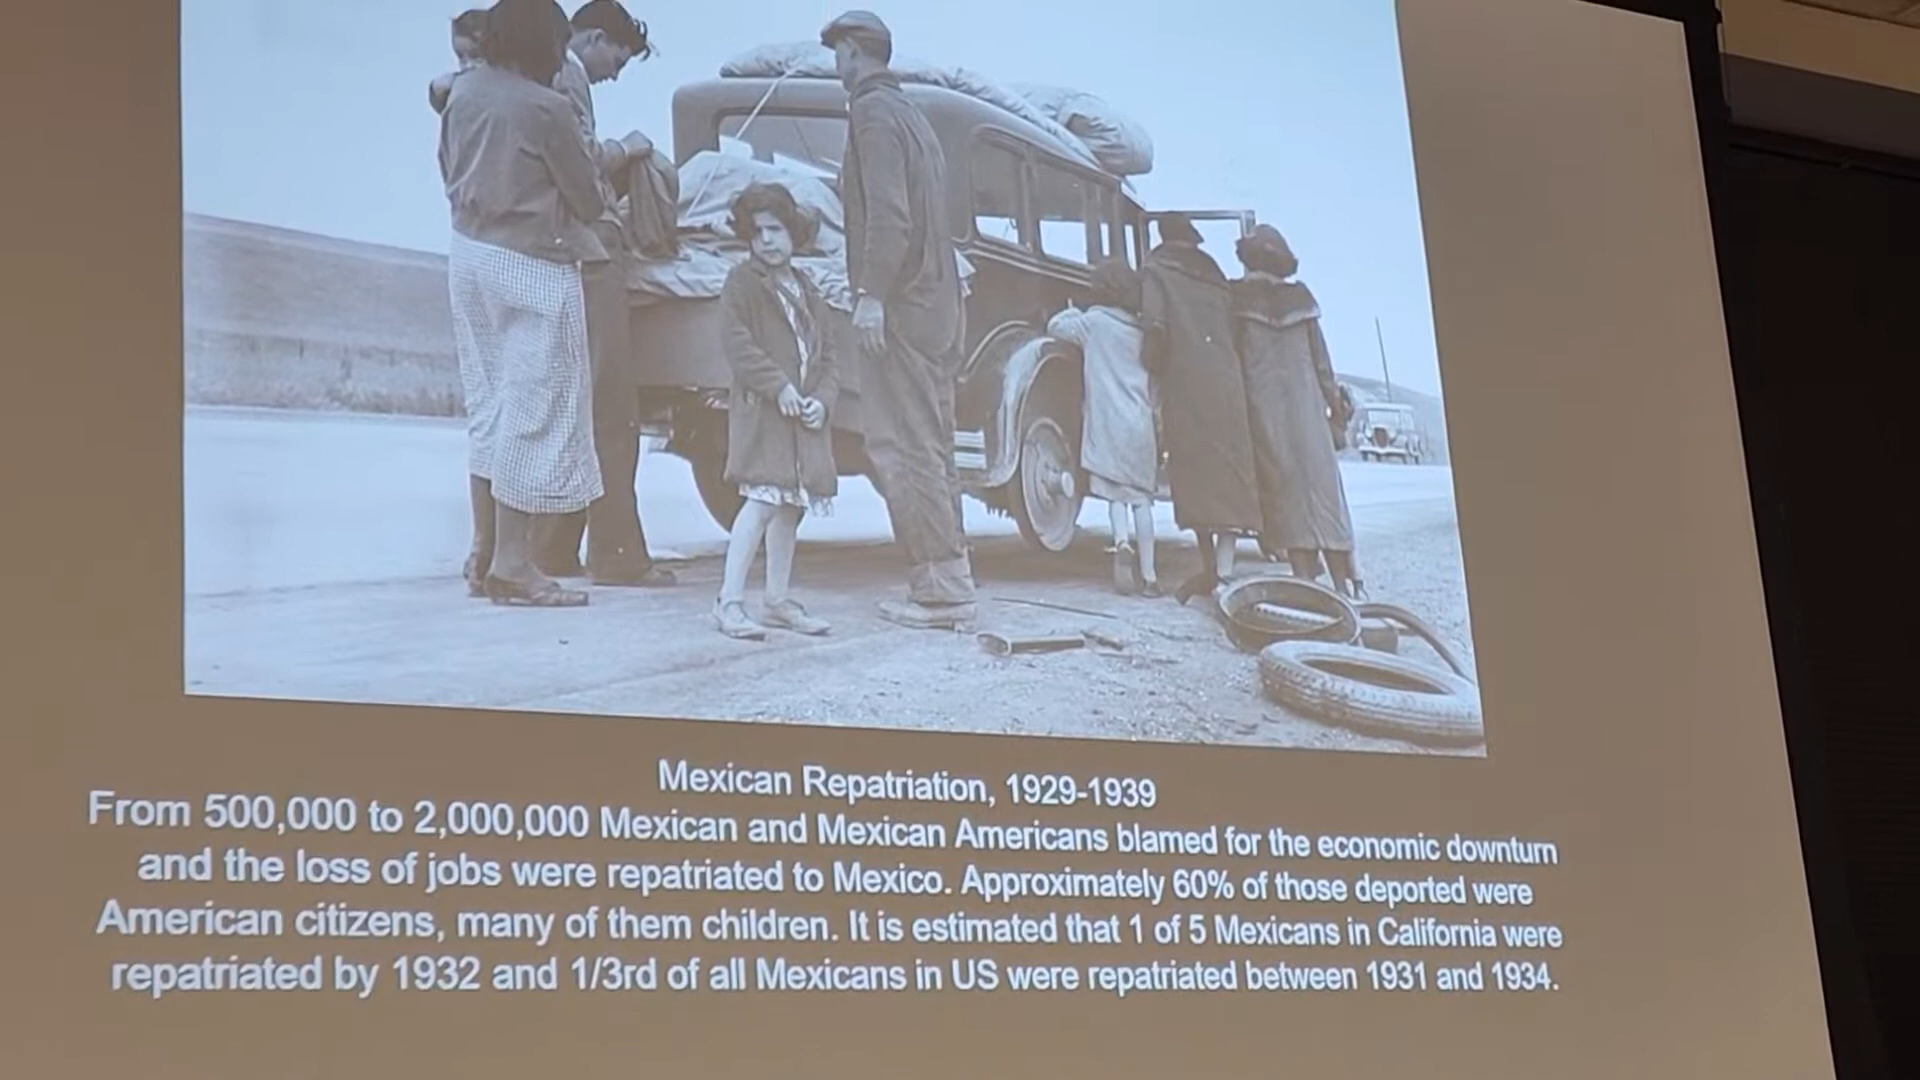 Mexican Repatriation, 1929-1939
From 500,000 to 2,000,000 Mexican and Mexican Americans blamed for the economic downturn
and the loss of jobs were repatriated to Mexico. Approximately 60% of those deported were
American citizens, many of them children. It is estimated that 1 of 5 Mexicans in California were
repatriated by 1932 and 1/3rd of all Mexicans in US were repatriated between 1931 and 1934.